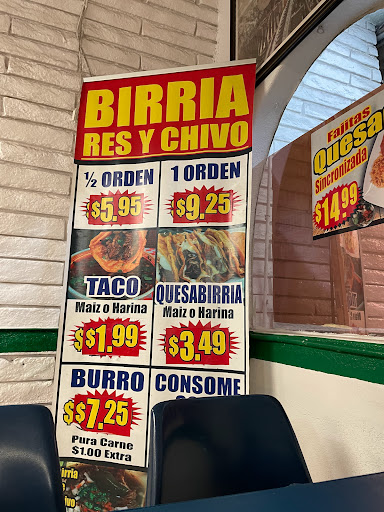 BIRRIA
RES Y CHIVO
½ ORDEN
$5.95
1 ORDEN
$9.25
TACO
Maiz o Harina
$$1.99
QUESABIRRIA
Maiz o Harina
$3.49
BURRO
$$7.25
Pura Carne
$1.00 Extra
CONSOME
Fajitas
Quesa
Sincronizada
$14.99